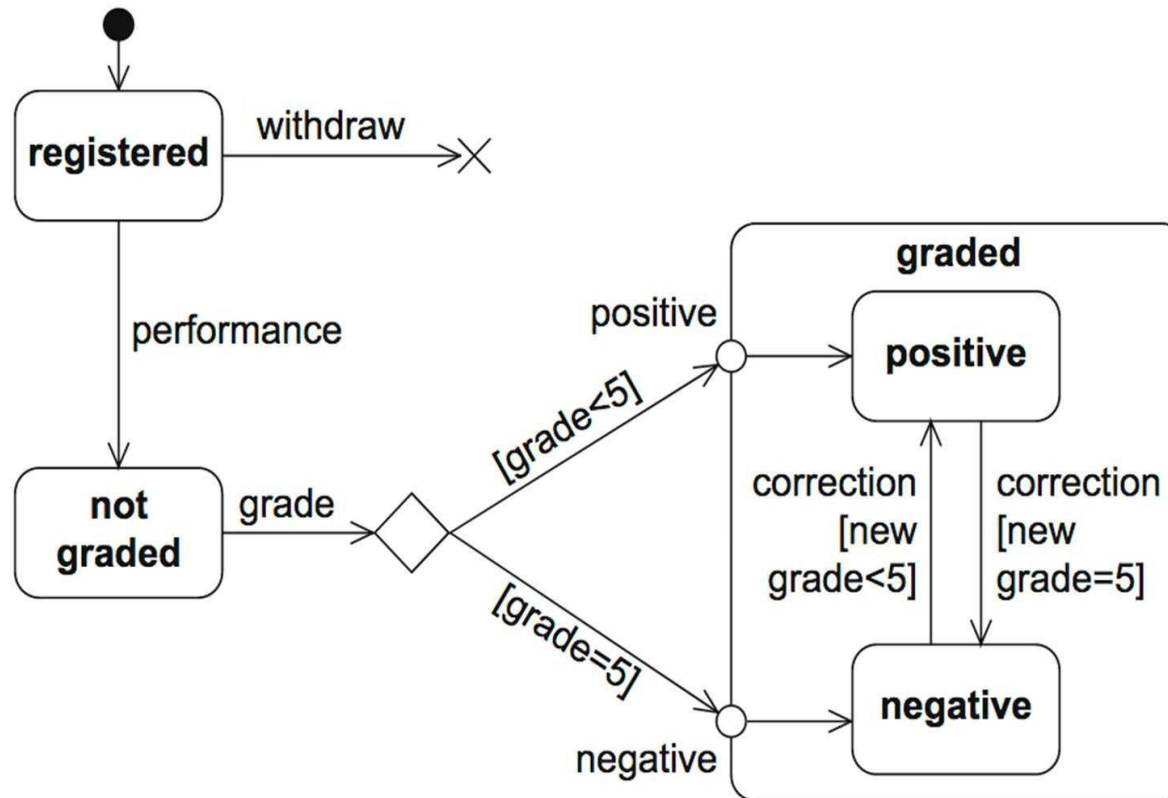 withdraw
registered
graded
positive
performance
positive
[grade<5]
not
graded
grade
correction
[new
grade<5]
correction
[new
grade=5]
[grade=5]
negative
negative